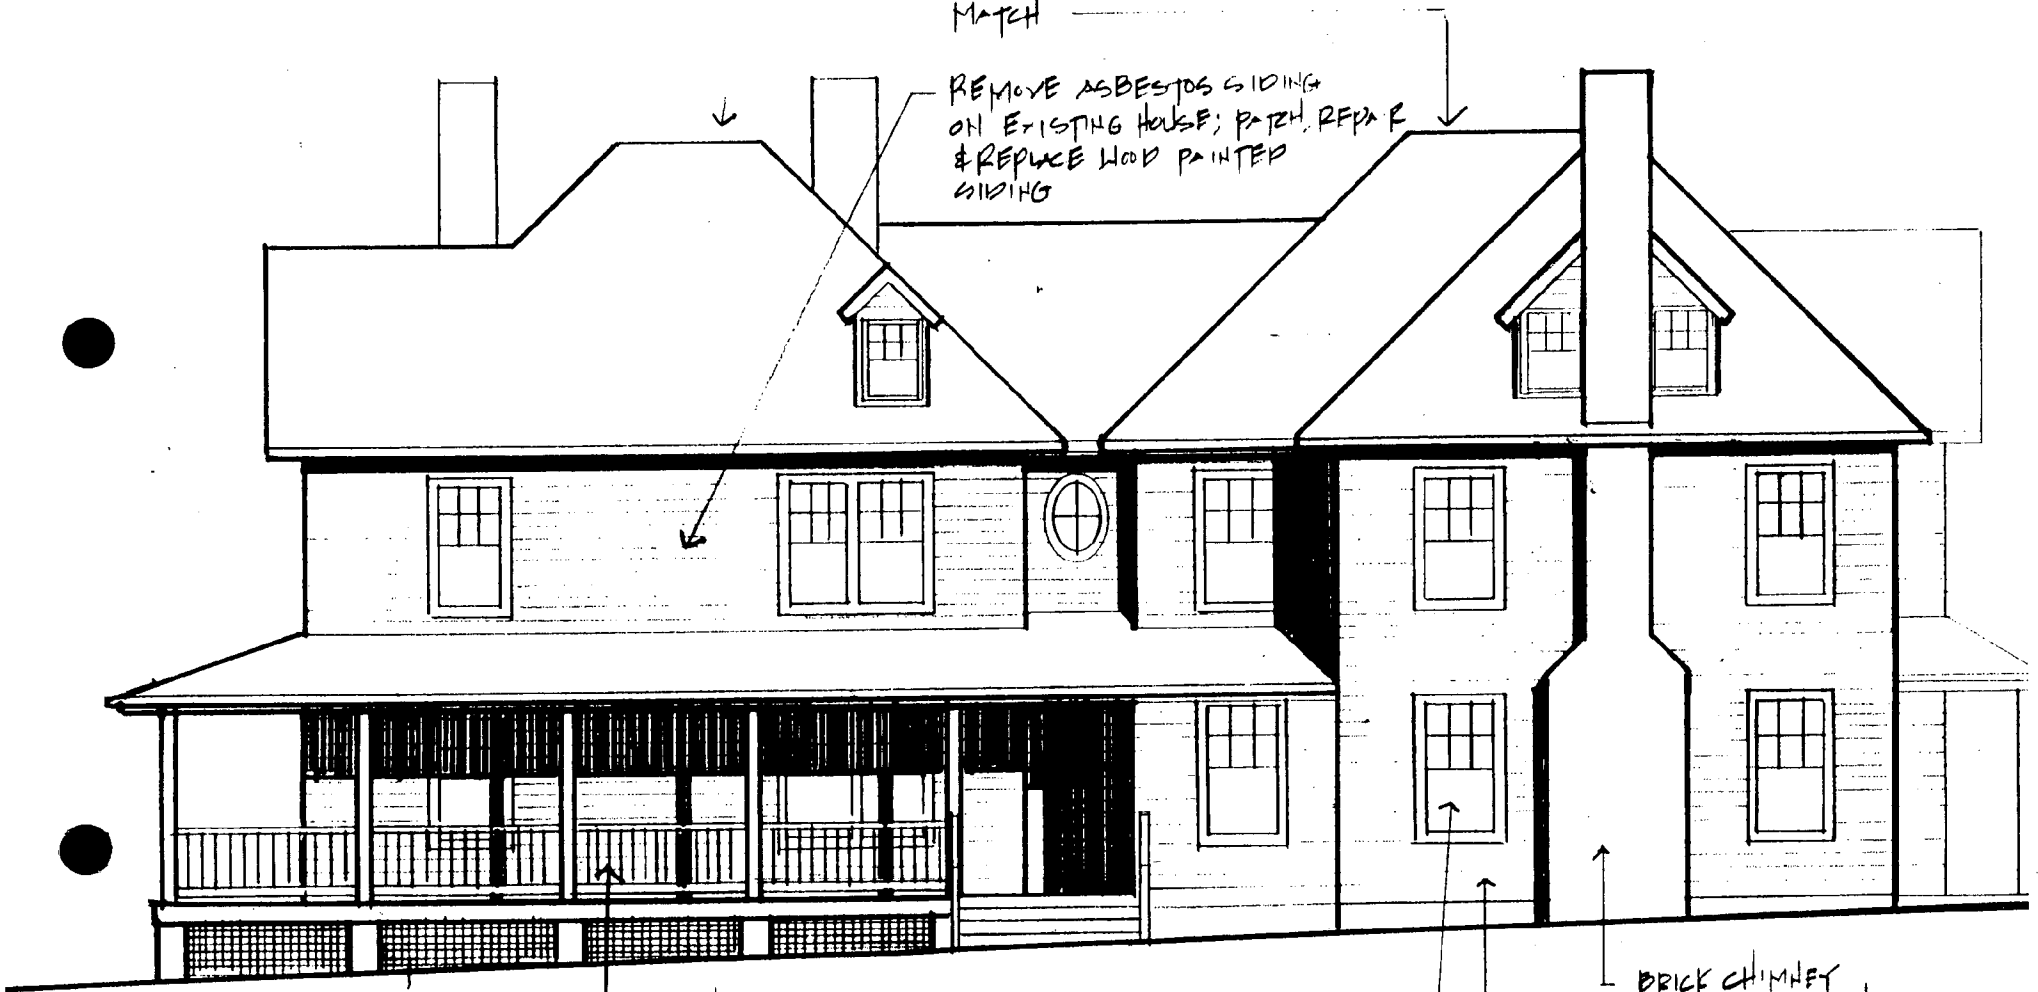 MATCH
REMOVE ASBESTOS SIDING
ON EXISTING HOUSE; PATCH, REPAIR
& REPLACE WOOD PAINTED
SIDING
BRICK CHIMNEY